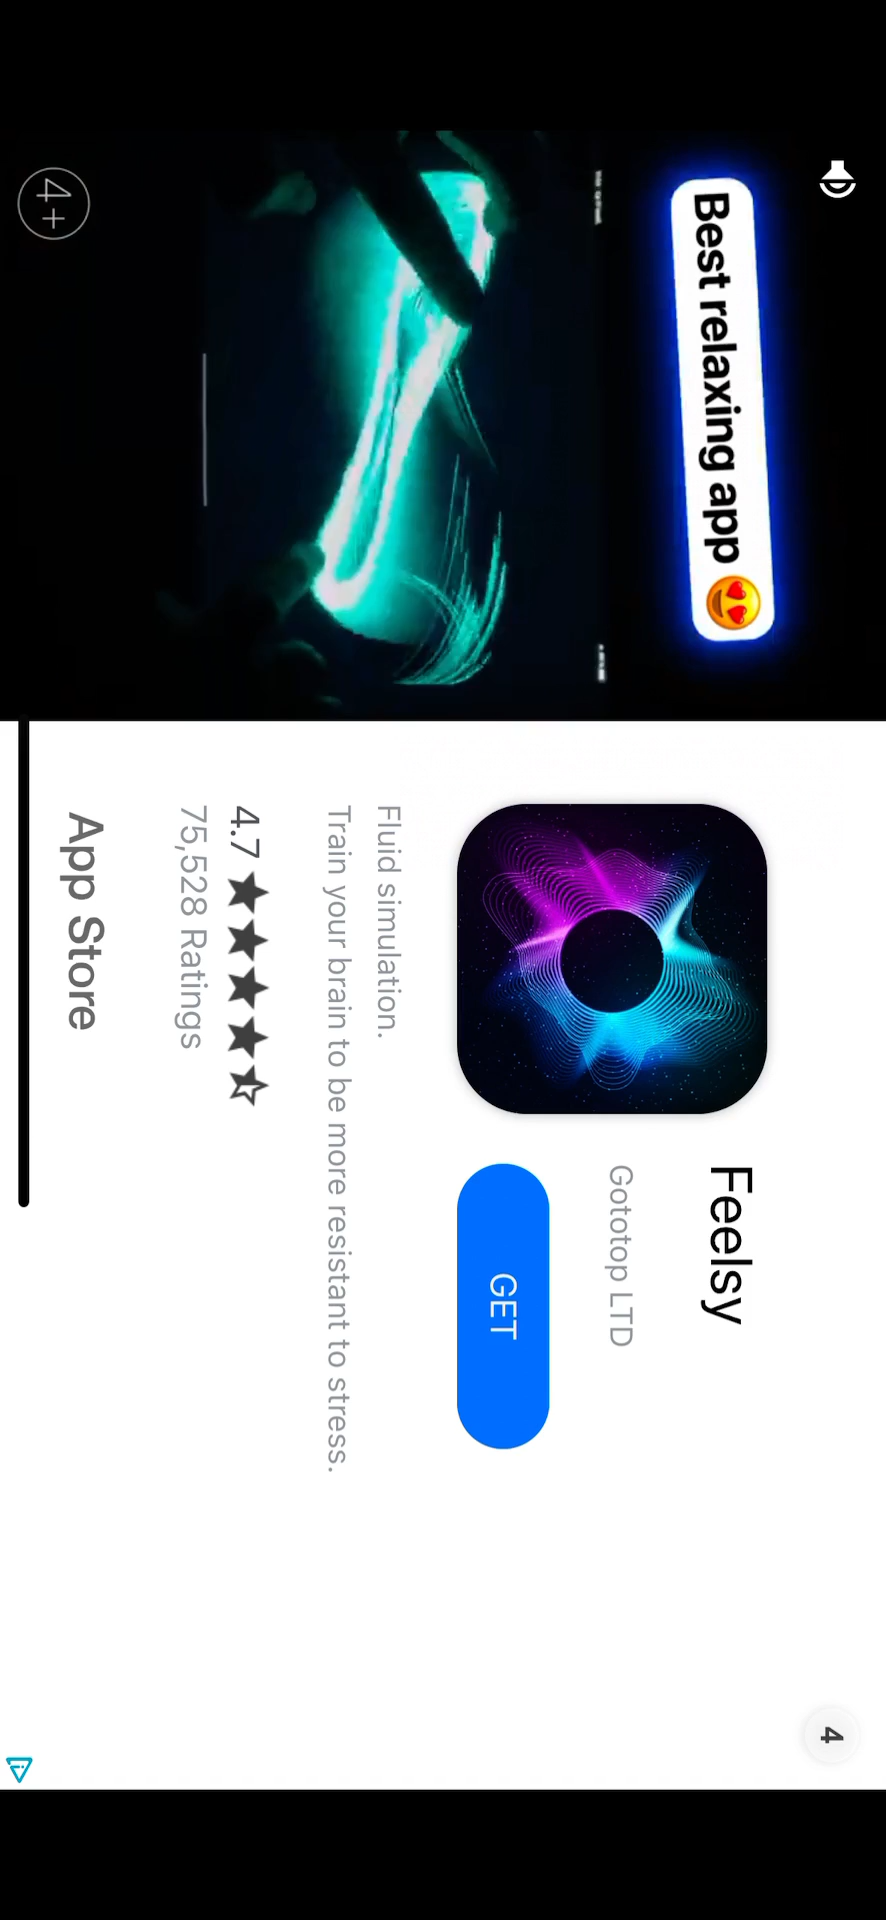 Best relaxing app 😍
4+
Feelsy
Gototop LTD
GET
Fluid simulation.
Train your brain to be more resistant to stress.
4.7
75,528 Ratings
App Store
4